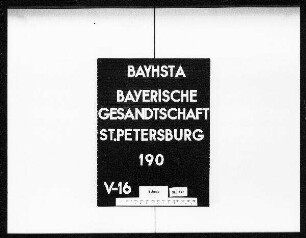 BAYHSTA
BAYERISCHE
GESANDTSCHAFT
ST.PETERSBURG
190
V-16